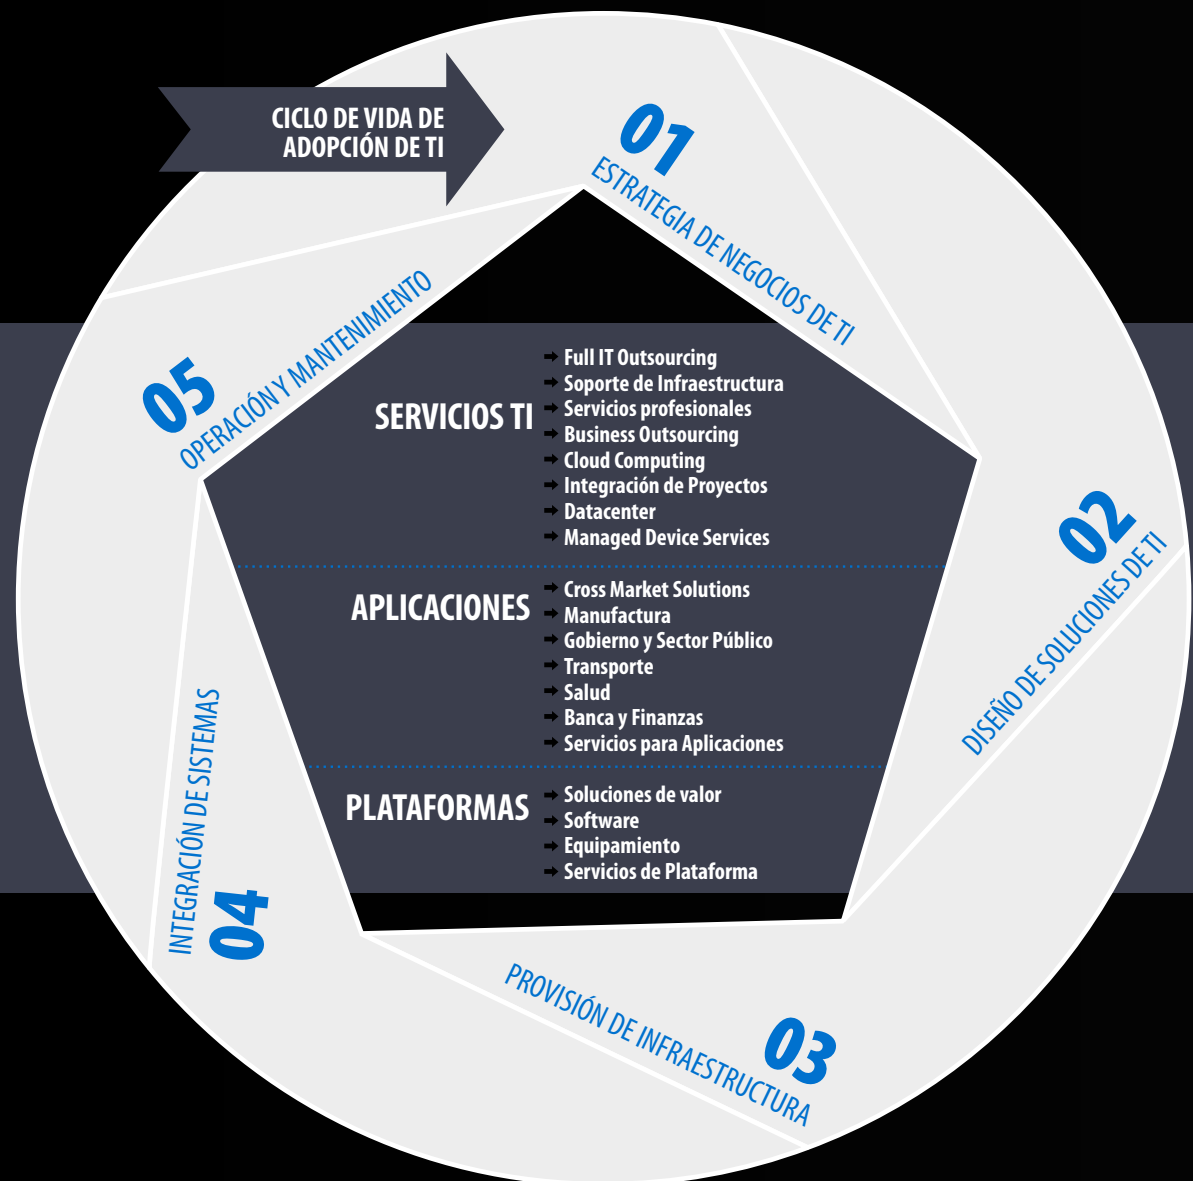 CICLO DE VIDA DE
ADOPCIÓN DE TI
01
ESTRATEGIA DE NEGOCIOS DE TI
02
DISEÑO DE SOLUCIONES DE TI
03
PROVISIÓN DE INFRAESTRUCTURA
04
INTEGRACIÓN DE SISTEMAS
05
OPERACIÓN Y MANTENIMIENTO
SERVICIOS TI
Full IT Outsourcing
Soporte de Infraestructura
Servicios profesionales
Business Outsourcing
Cloud Computing
Integración de Proyectos
Datacenter
Managed Device Services
APLICACIONES
Cross Market Solutions
Manufactura
Gobierno y Sector Público
Transporte
Salud
Banca y Finanzas
Servicios para Aplicaciones
PLATAFORMAS
Soluciones de valor
Software
Equipamiento
Servicios de Plataforma